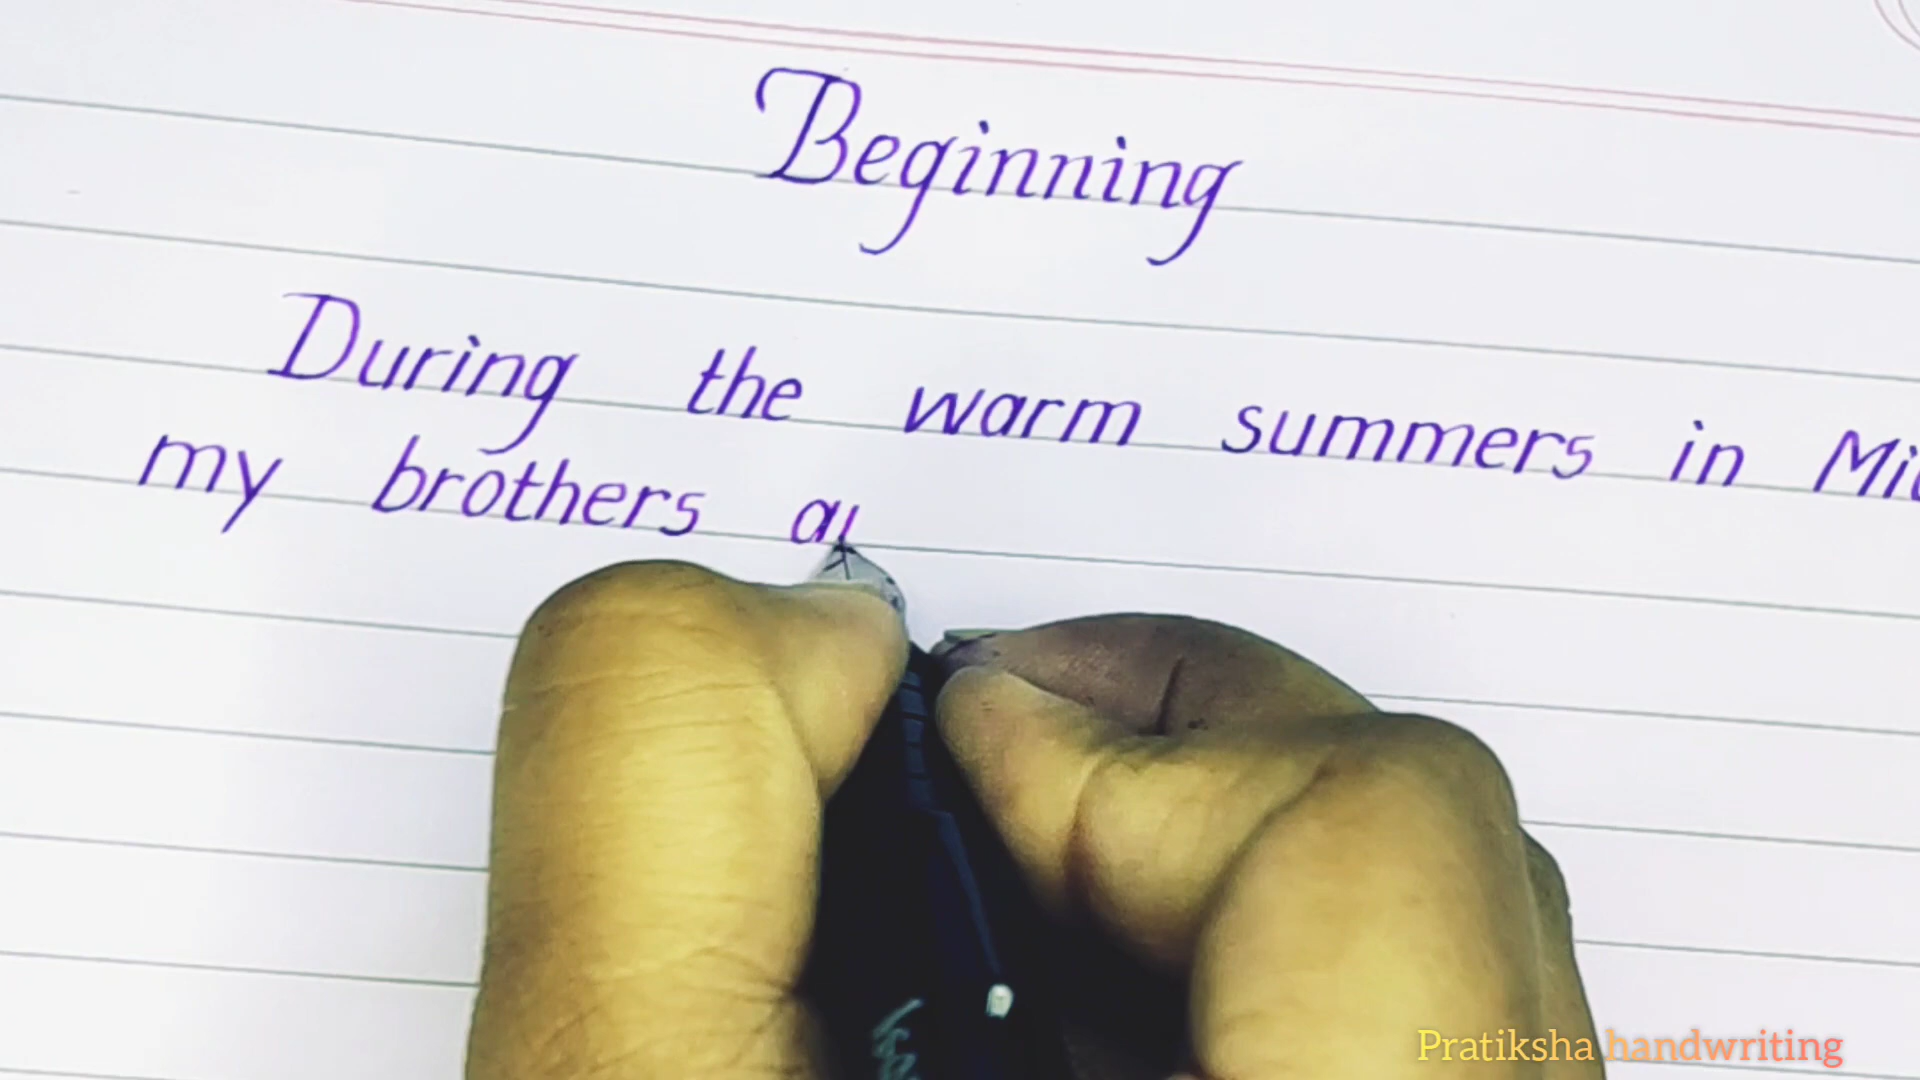 Beginning
During the warm summers in
my brothers
Pratiksha handwriting